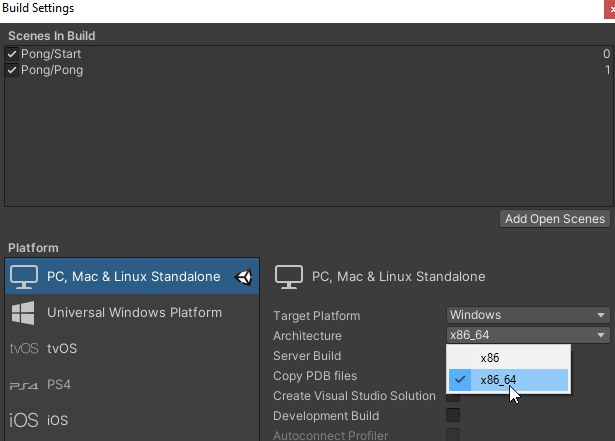 Build Settings
x
Scenes In Build
Pong/Start 0
Pong/Pong 1
Add Open Scenes
Platform
PC, Mac & Linux Standalone
Universal Windows Platform
tvOS tvOS
PS4 PS4
iOS iOS
PC, Mac & Linux Standalone
Target Platform Windows
Architecture x86_64
x86
x86_64
Server Build
Copy PDB files
Create Visual Studio Solution
Development Build
Autoconnect Profiler